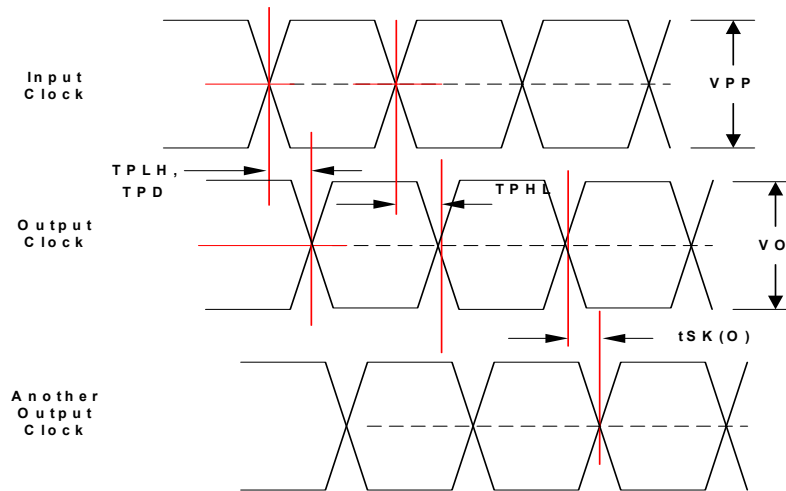 Input
Clock
VPP
TPLH,
TPD
TPHL
Output
Clock
VO
tSK(O)
Another
Output
Clock